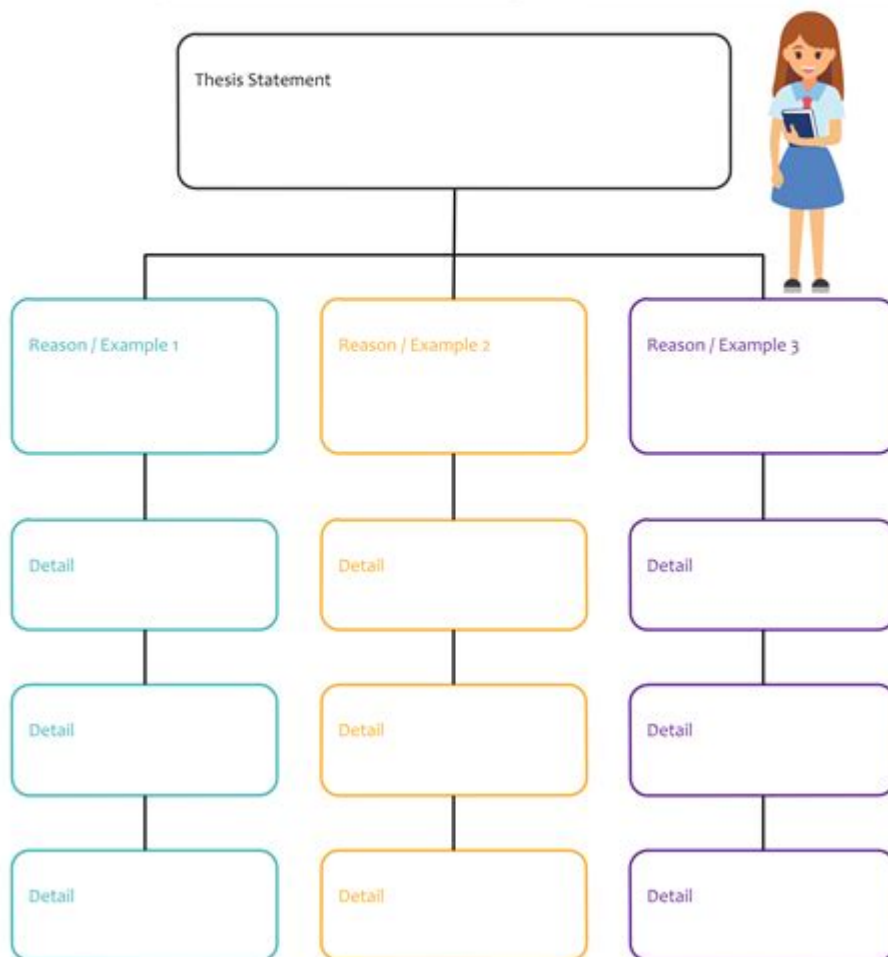 Thesis Statement
Reason / Example 1
Reason / Example 2
Reason / Example 3
Detail
Detail
Detail
Detail
Detail
Detail
Detail
Detail
Detail